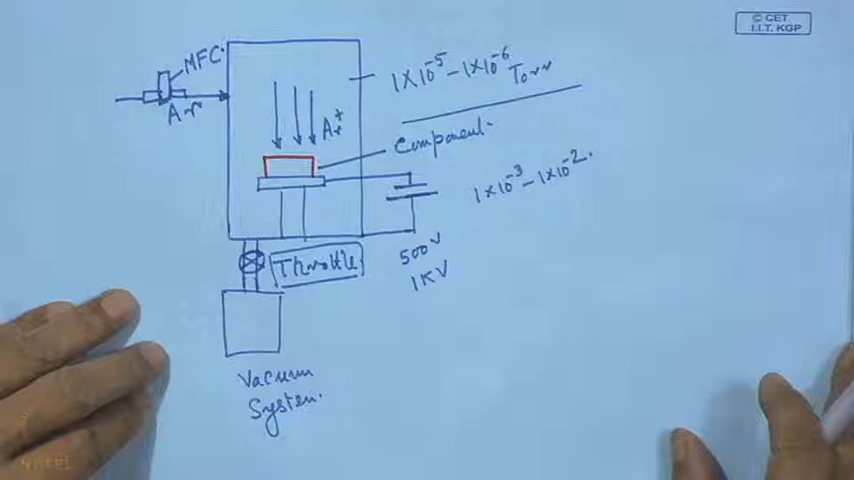 © CET
I.I.T. KGP
MFC
Ar
1×10⁻⁵ - 1×10⁻⁶ Torr
Ar⁺
Component
1×10⁻³ - 1×10⁻².
Throttle
500V
1KV
Vacuum
System.
NPTEL